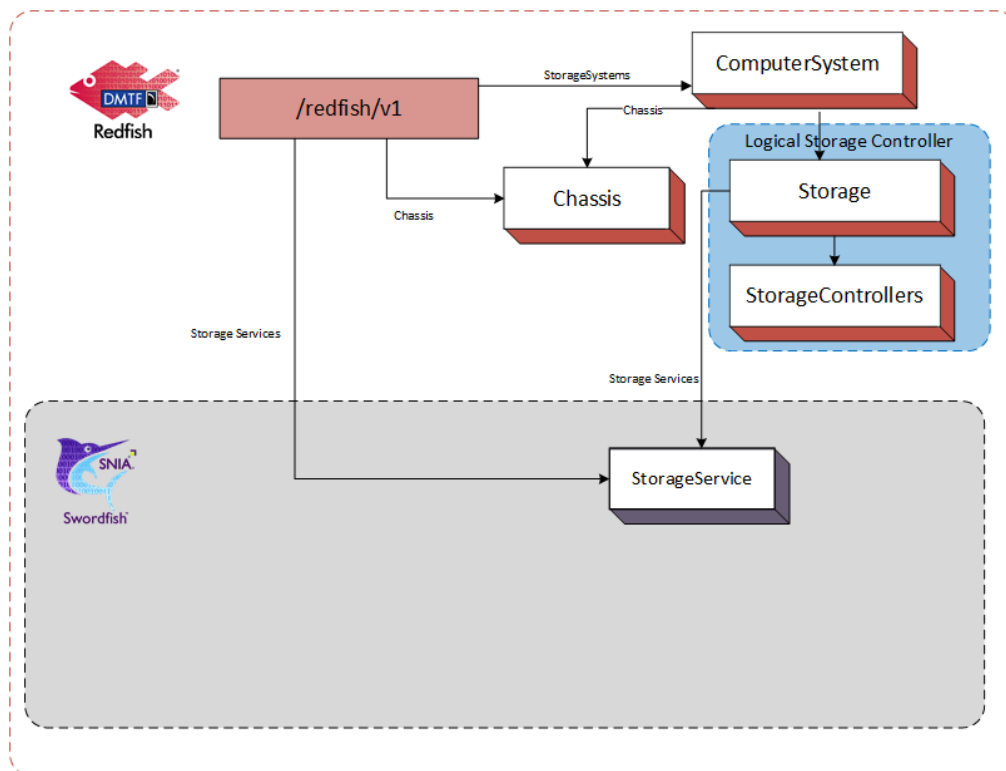 ComputerSystem
StorageSystems
DMTF
Redfish
/redfish/v1
Chassis
Logical Storage Controller
Chassis
Storage
Chassis
StorageControllers
Storage Services
Storage Services
SNIA
StorageService
Swordfish™